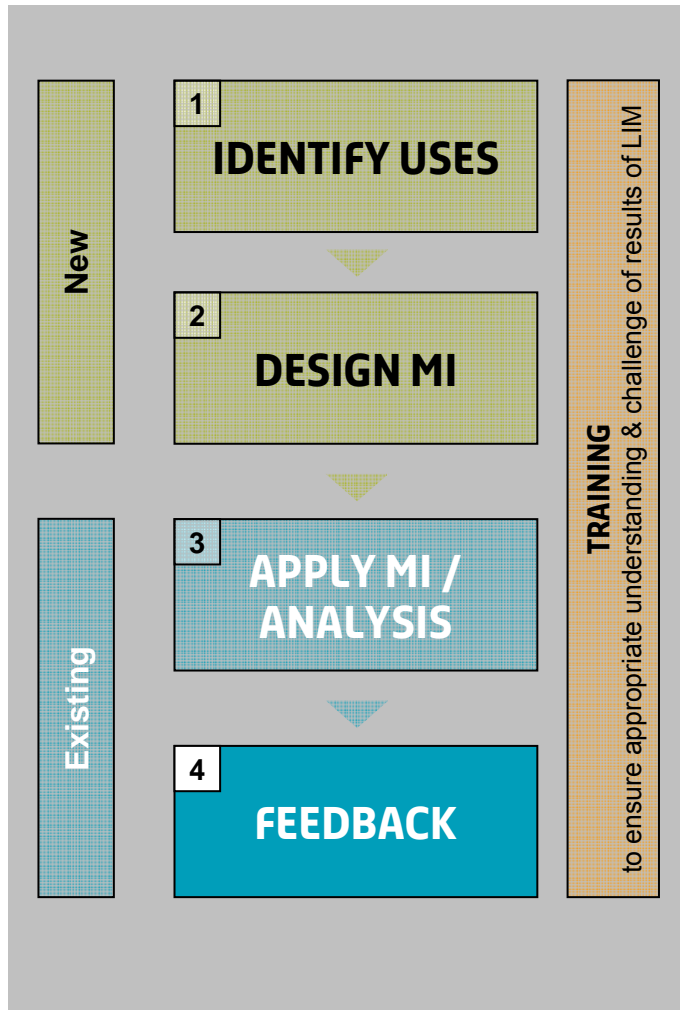 New
1
IDENTIFY USES
2
DESIGN MI
Existing
3
APPLY MI /
ANALYSIS
4
FEEDBACK
TRAINING
to ensure appropriate understanding & challenge of results of LIM